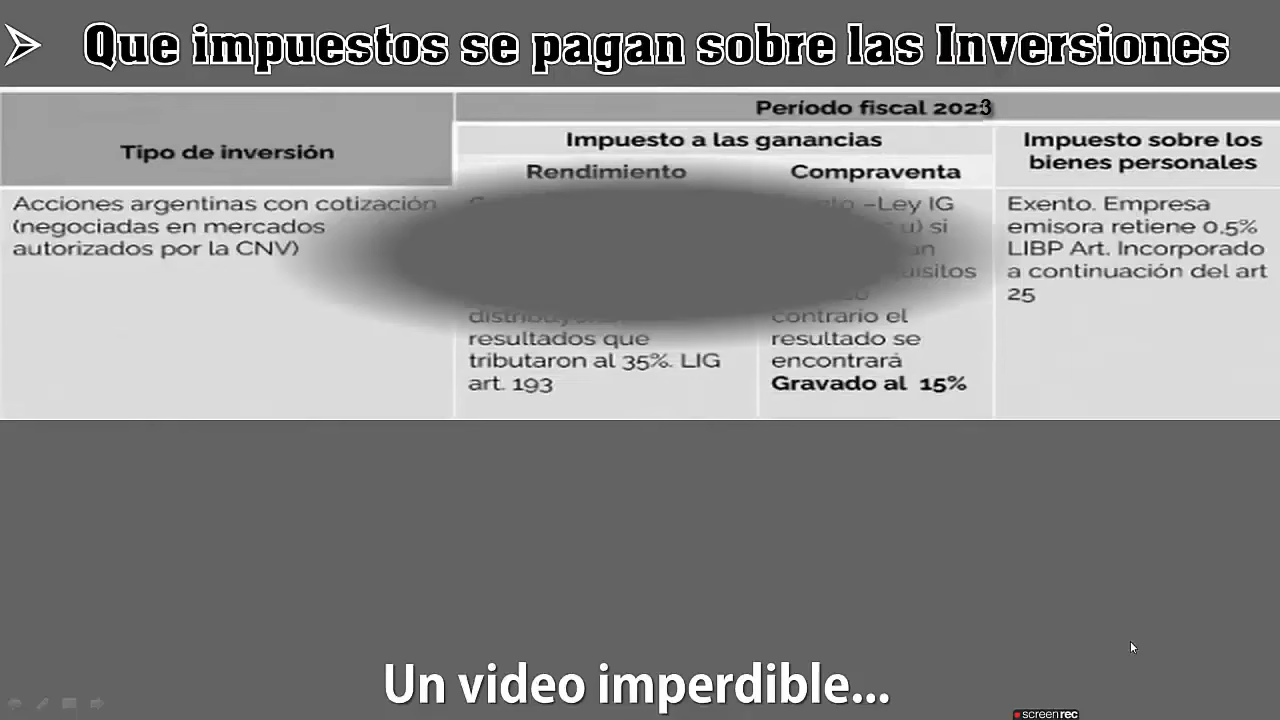 Que impuestos se pagan sobre las Inversiones
Período fiscal 2023
Tipo de inversión
Impuesto a las ganancias
Impuesto sobre los
bienes personales
Rendimiento
Compraventa
Acciones argentinas con cotización
(negociadas en mercados
autorizados por la CNV)
resultados que
tributaron al 35%. LIG
art. 193
–Ley IG
si
contrario el
resultado se
encontrará
Gravado al 15%
Exento. Empresa
emisora retiene 0,5%
LIBP Art. Incorporado
a continuación del art
25
Un video imperdible...
screenrec